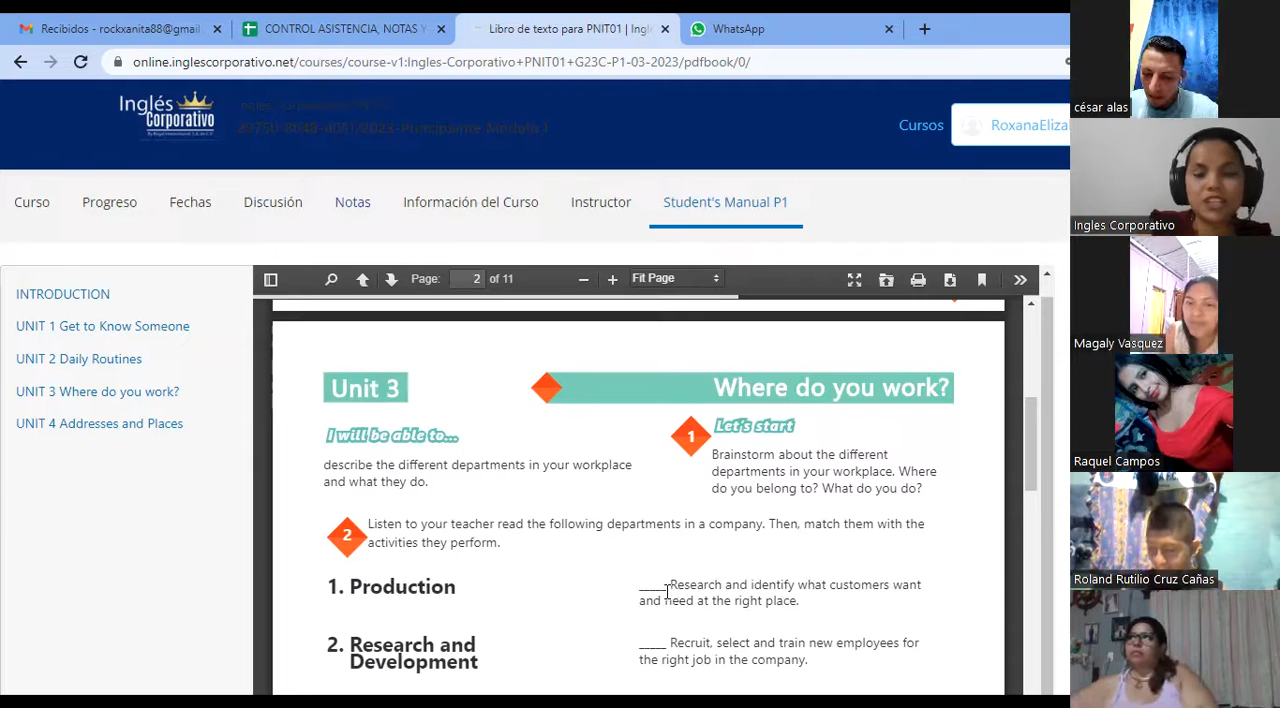 Recibidos - rockxanita88@gmail
CONTROL ASISTENCIA, NOTAS Y
Libro de texto para PNIT01 | Ingl
WhatsApp
online.inglescorporativo.net/courses/course-v1:Ingles-Corporativo+PNIT01+G23C-P1-03-2023/pdfbook/0/
Inglés
Corporativo
Cursos
RoxanaEliza
Curso
Progreso
Fechas
Discusión
Notas
Información del Curso
Instructor
Student's Manual P1
INTRODUCTION
UNIT 1 Get to Know Someone
UNIT 2 Daily Routines
UNIT 3 Where do you work?
UNIT 4 Addresses and Places
Page: 2 of 11
Fit Page
Unit 3
Where do you work?
I will be able to...
describe the different departments in your workplace
and what they do.
1
Let's start
Brainstorm about the different
departments in your workplace. Where
do you belong to? What do you do?
2
Listen to your teacher read the following departments in a company. Then, match them with the
activities they perform.
1. Production
_____Research and identify what customers want
and need at the right place.
2. Research and
Development
_____ Recruit, select and train new employees for
the right job in the company.
césar alas
Ingles Corporativo
Magaly Vasquez
Raquel Campos
Roland Rutilio Cruz Cañas